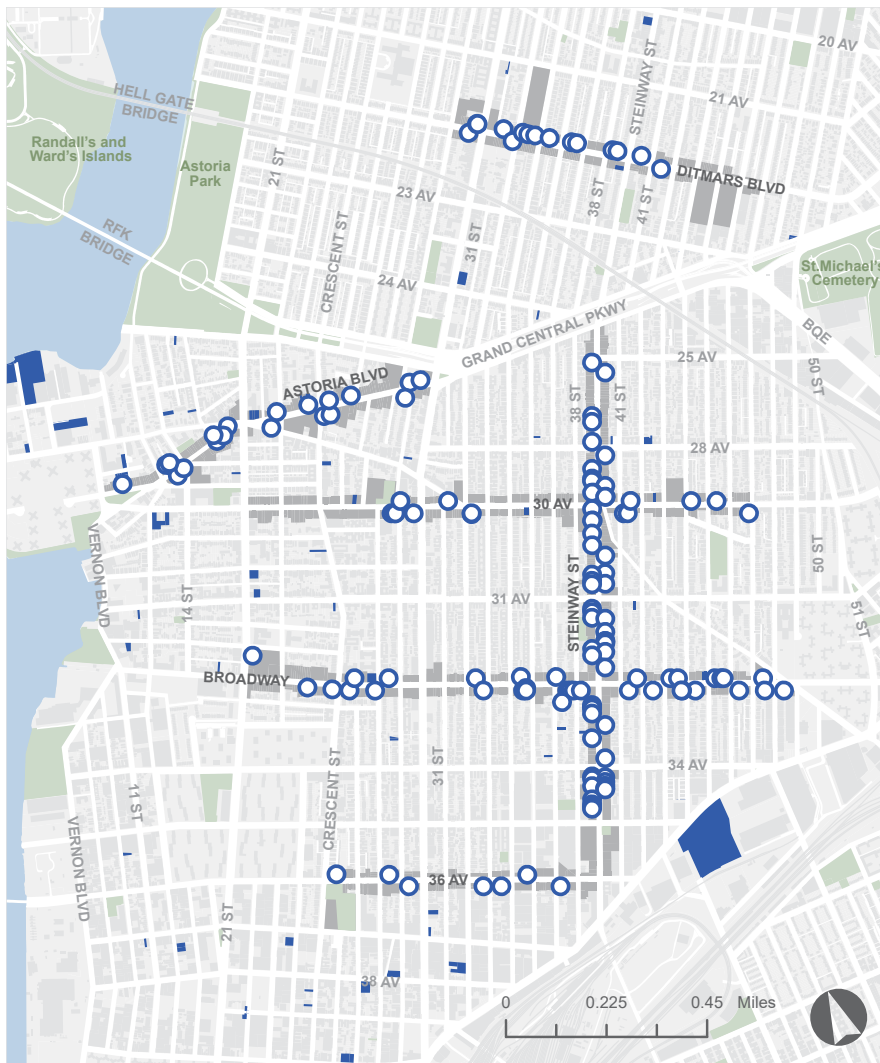 20 AV
STEINWAY ST
21 AV
HELL GATE
BRIDGE
Randall's and
Ward's Islands
Astoria
Park
21 ST
DITMARS BLVD
38 ST
41 ST
23 AV
RFK
BRIDGE
CRESCENT ST
31 ST
24 AV
St.Michael's
Cemetery
GRAND CENTRAL PKWY
BQE
25 AV
50 ST
ASTORIA BLVD
38 ST
41 ST
28 AV
30 AV
VERNON BLVD
14 ST
50 ST
STEINWAY ST
31 AV
51 ST
BROADWAY
CRESCENT ST
31 ST
34 AV
11 ST
VERNON BLVD
36 AV
21 ST
38 AV
0
0.225
0.45
Miles